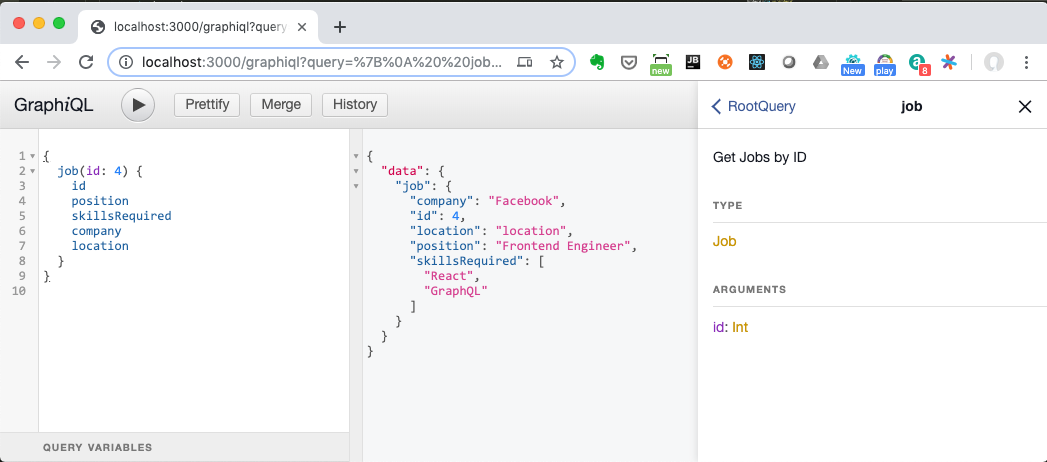 localhost:3000/graphiql?query
localhost:3000/graphiql?query=%7B%0A%20%20job...
new
JB
New
play
a
8
GraphiQL
Prettify
Merge
History
RootQuery
job
1 {
2 job(id: 4) {
3 id
4 position
5 skillsRequired
6 company
7 location
8 }
9 }
10
QUERY VARIABLES
{
"data": {
"job": {
"company": "Facebook",
"id": 4,
"location": "location",
"position": "Frontend Engineer",
"skillsRequired": [
"React",
"GraphQL"
]
}
}
}
Get Jobs by ID
TYPE
Job
ARGUMENTS
id: Int